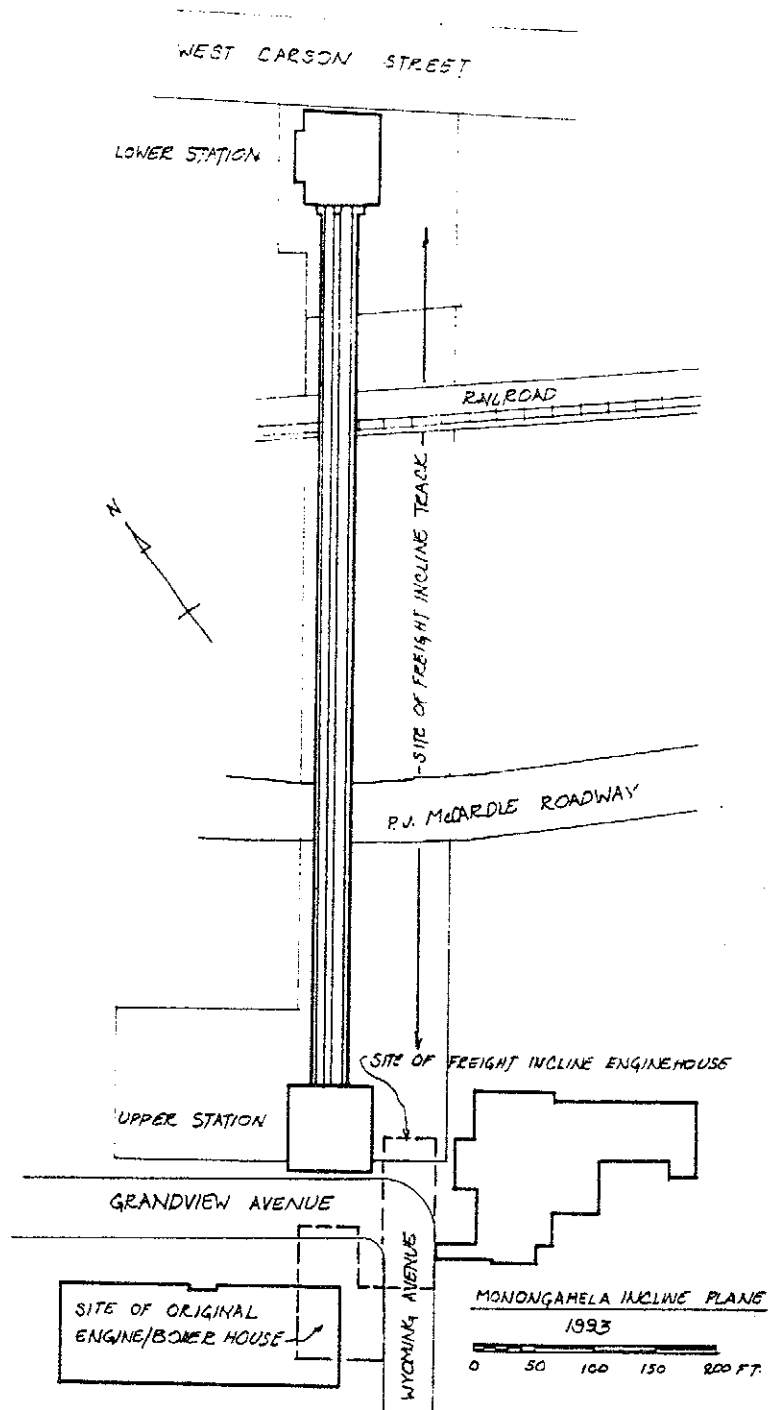 WEST CARSON STREET
LOWER STATION
RAILROAD
N
SITE OF FREIGHT INCLINE TRACK
P.J. McCARDLE ROADWAY
SITE OF FREIGHT INCLINE ENGINEHOUSE
UPPER STATION
GRANDVIEW AVENUE
WYOMING AVENUE
SITE OF ORIGINAL
ENGINE/BOILER HOUSE
MONONGAHELA INCLINE PLANE
1993
0 50 100 150 200 FT.